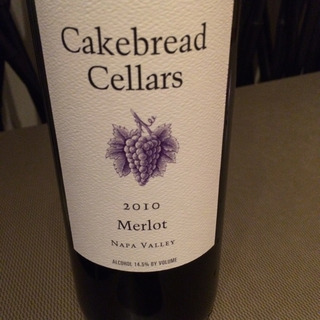 Cakebread
Cellars
2010
Merlot
Napa Valley
ALCOHOL 14.5% BY VOLUME